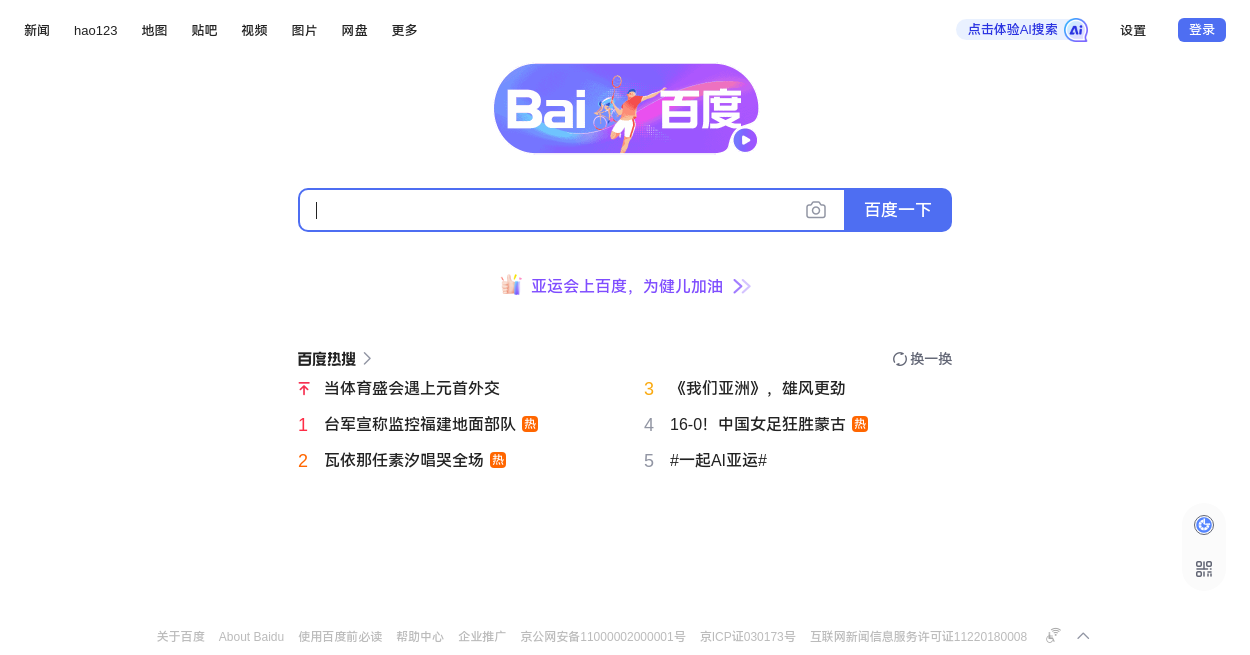 新闻 hao123 地图 贴吧 视频 图片 网盘 更多 点击体验AI搜索 Ai 设置 登录
Bai 百度
百度一下
亚运会上百度，为健儿加油
百度热搜 换一换
当体育盛会遇上元首外交
1 台军宣称监控福建地面部队 热
2 瓦依那任素汐唱哭全场 热
3 《我们亚洲》，雄风更劲
4 16-0！中国女足狂胜蒙古 热
5 #一起AI亚运#
关于百度 About Baidu 使用百度前必读 帮助中心 企业推广 京公网安备11000002000001号 京ICP证030173号 互联网新闻信息服务许可证11220180008